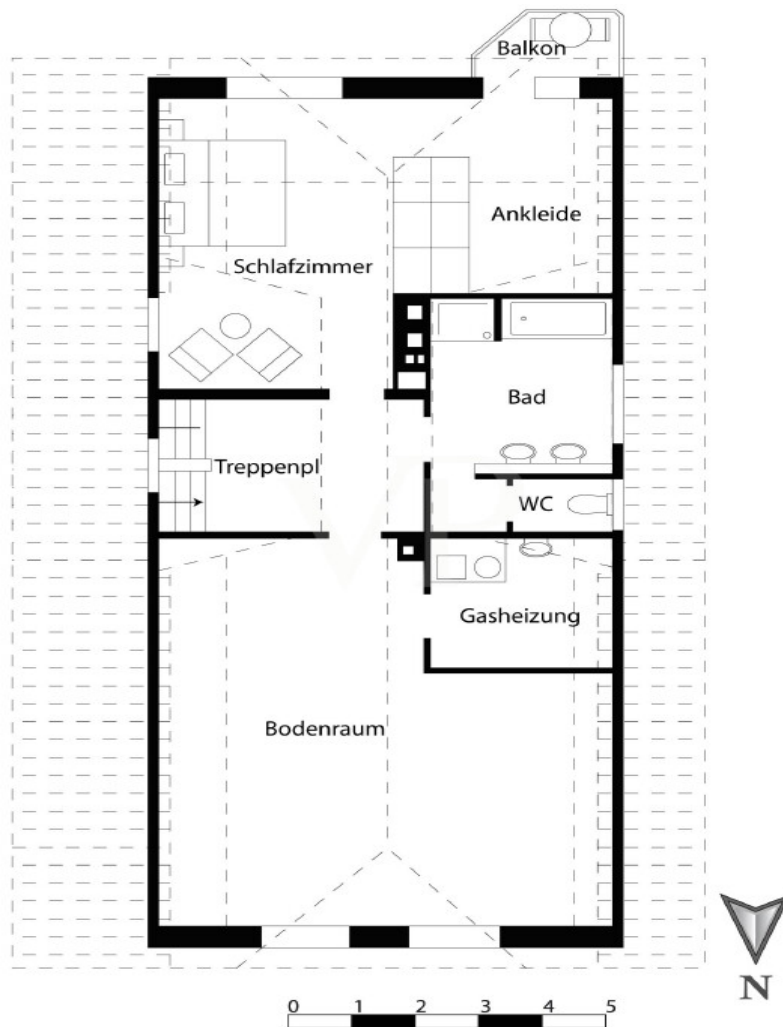 Balkon
Ankleide
Schlafzimmer
Bad
Treppenpl
WC
Gasheizung
Bodenraum
N
0 1 2 3 4 5